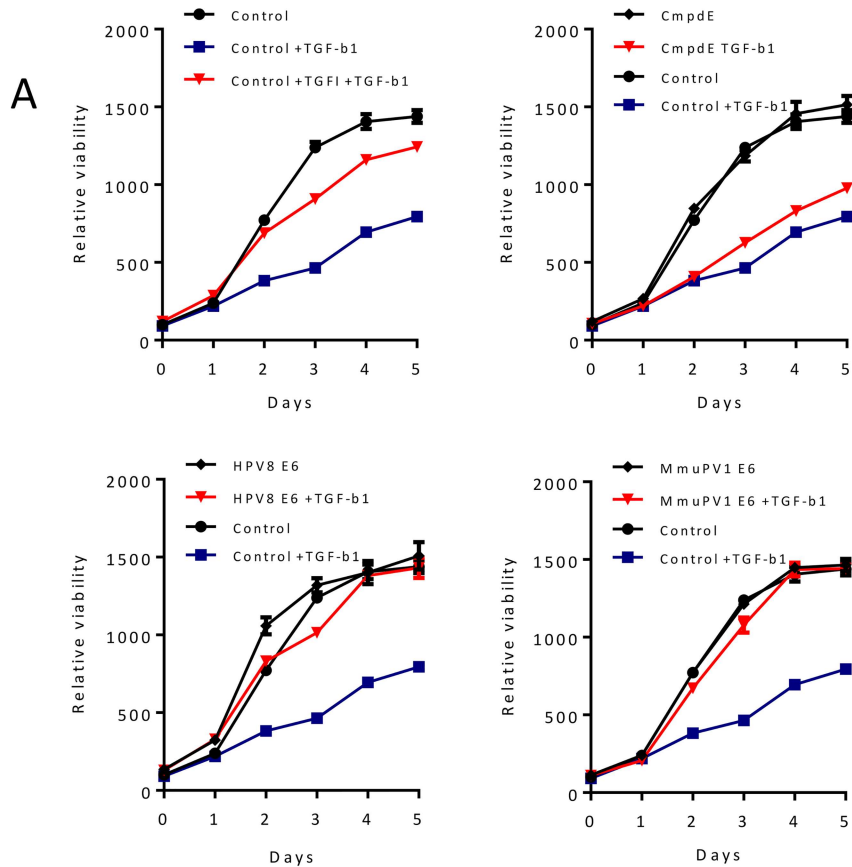 A
Control
Control +TGF-b1
Control +TGFI +TGF-b1
Relative viability
2000
1500
1000
500
0
0 1 2 3 4 5
Days
CmpdE
CmpdE TGF-b1
Control
Control +TGF-b1
Relative viability
2000
1500
1000
500
0
0 1 2 3 4 5
Days
HPV8 E6
HPV8 E6 +TGF-b1
Control
Control +TGF-b1
Relative viability
2000
1500
1000
500
0
0 1 2 3 4 5
Days
MmuPV1 E6
MmuPV1 E6 +TGF-b1
Control
Control +TGF-b1
Relative viability
2000
1500
1000
500
0
0 1 2 3 4 5
Days